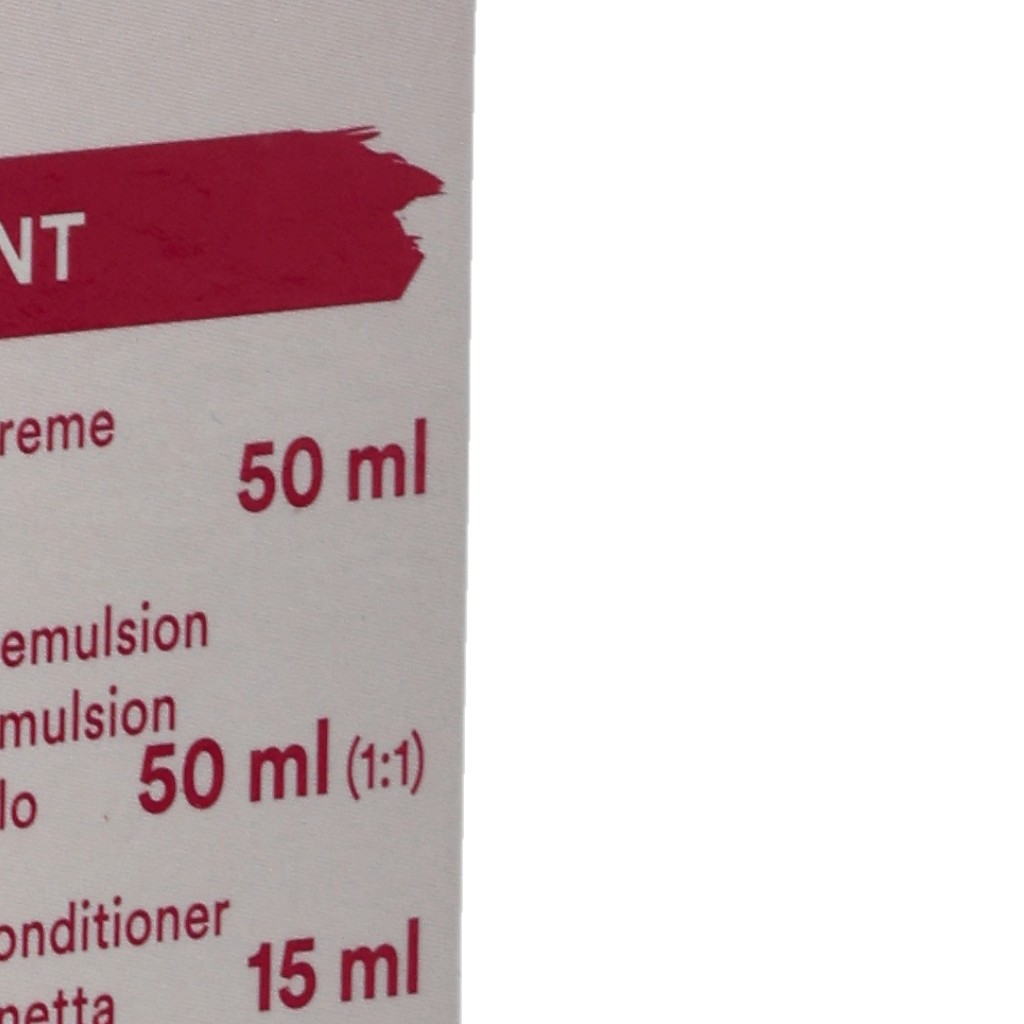 NT
reme
50 ml
emulsion
mulsion
lo
50 ml (1:1)
onditioner
15 ml
netta